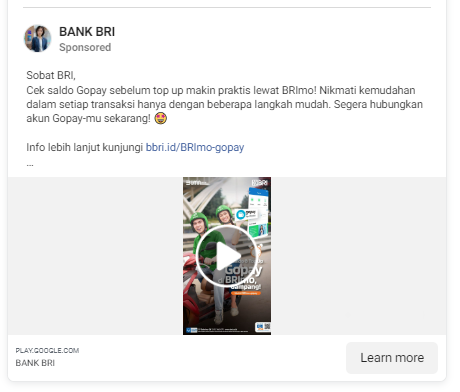 BANK BRI
Sponsored
Sobat BRI,
Cek saldo Gopay sebelum top up makin praktis lewat BRImo! Nikmati kemudahan
dalam setiap transaksi hanya dengan beberapa langkah mudah. Segera hubungkan
akun Gopay-mu sekarang! 🤩
Info lebih lanjut kunjungi bbri.id/BRImo-gopay
...
BRI
Gopay
BRImo,
Gampang!
PLAY.GOOGLE.COM
BANK BRI
Learn more